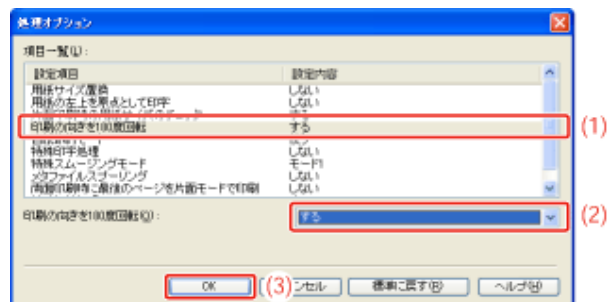 処理オプション
項目一覧(L):
設定項目 設定内容
用紙サイズ置換 しない
用紙の左上を原点として印字 しない
印刷の向きを180度回転 する (1)
特殊印字処理 しない
特殊スムージングモード モード1
メタファイルスプーリング しない
両面印刷時に最後のページを片面モードで印刷 しない
印刷の向きを180度回転(Q): する (2)
OK (3) ンセル 標準に戻す(B) ヘルプ(H)